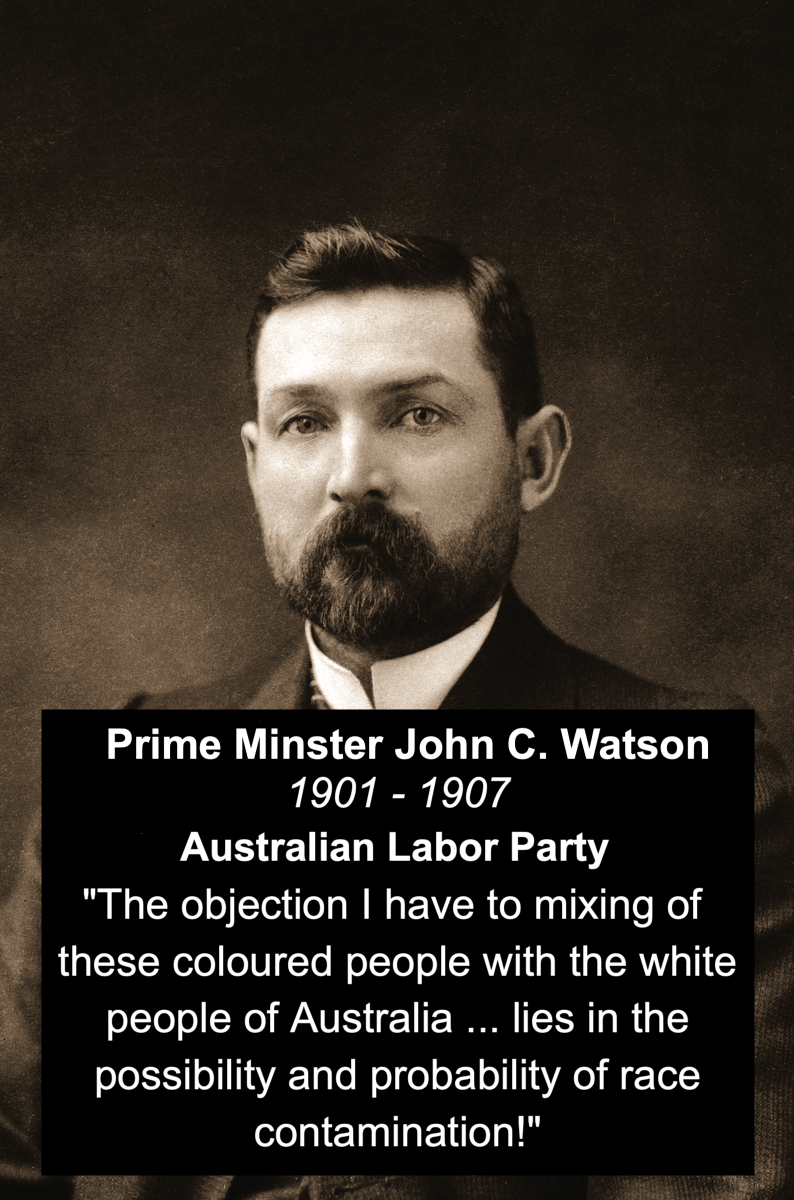 Prime Minster John C. Watson
1901 - 1907
Australian Labor Party
"The objection I have to mixing of
these coloured people with the white
people of Australia ... lies in the
possibility and probability of race
contamination!"